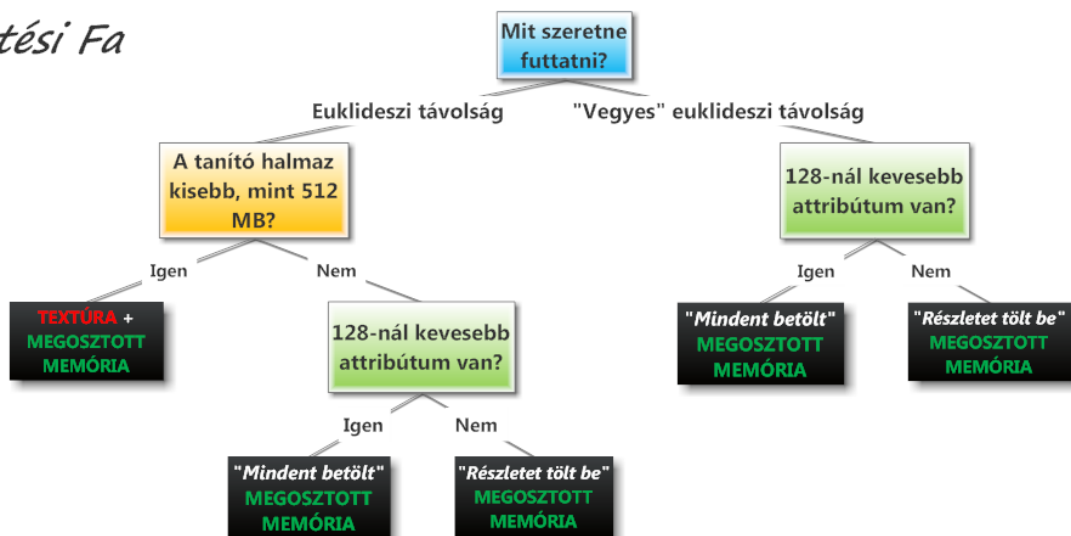 tési Fa
Mit szeretne
futtatni?
Euklideszi távolság
"Vegyes" euklideszi távolság
A tanító halmaz
kisebb, mint 512
MB?
128-nál kevesebb
attribútum van?
Igen
Nem
Igen
Nem
TEXTÚRA +
MEGOSZTOTT
MEMÓRIA
128-nál kevesebb
attribútum van?
"Mindent betölt"
MEGOSZTOTT
MEMÓRIA
"Részletet tölt be"
MEGOSZTOTT
MEMÓRIA
Igen
Nem
"Mindent betölt"
MEGOSZTOTT
MEMÓRIA
"Részletet tölt be"
MEGOSZTOTT
MEMÓRIA